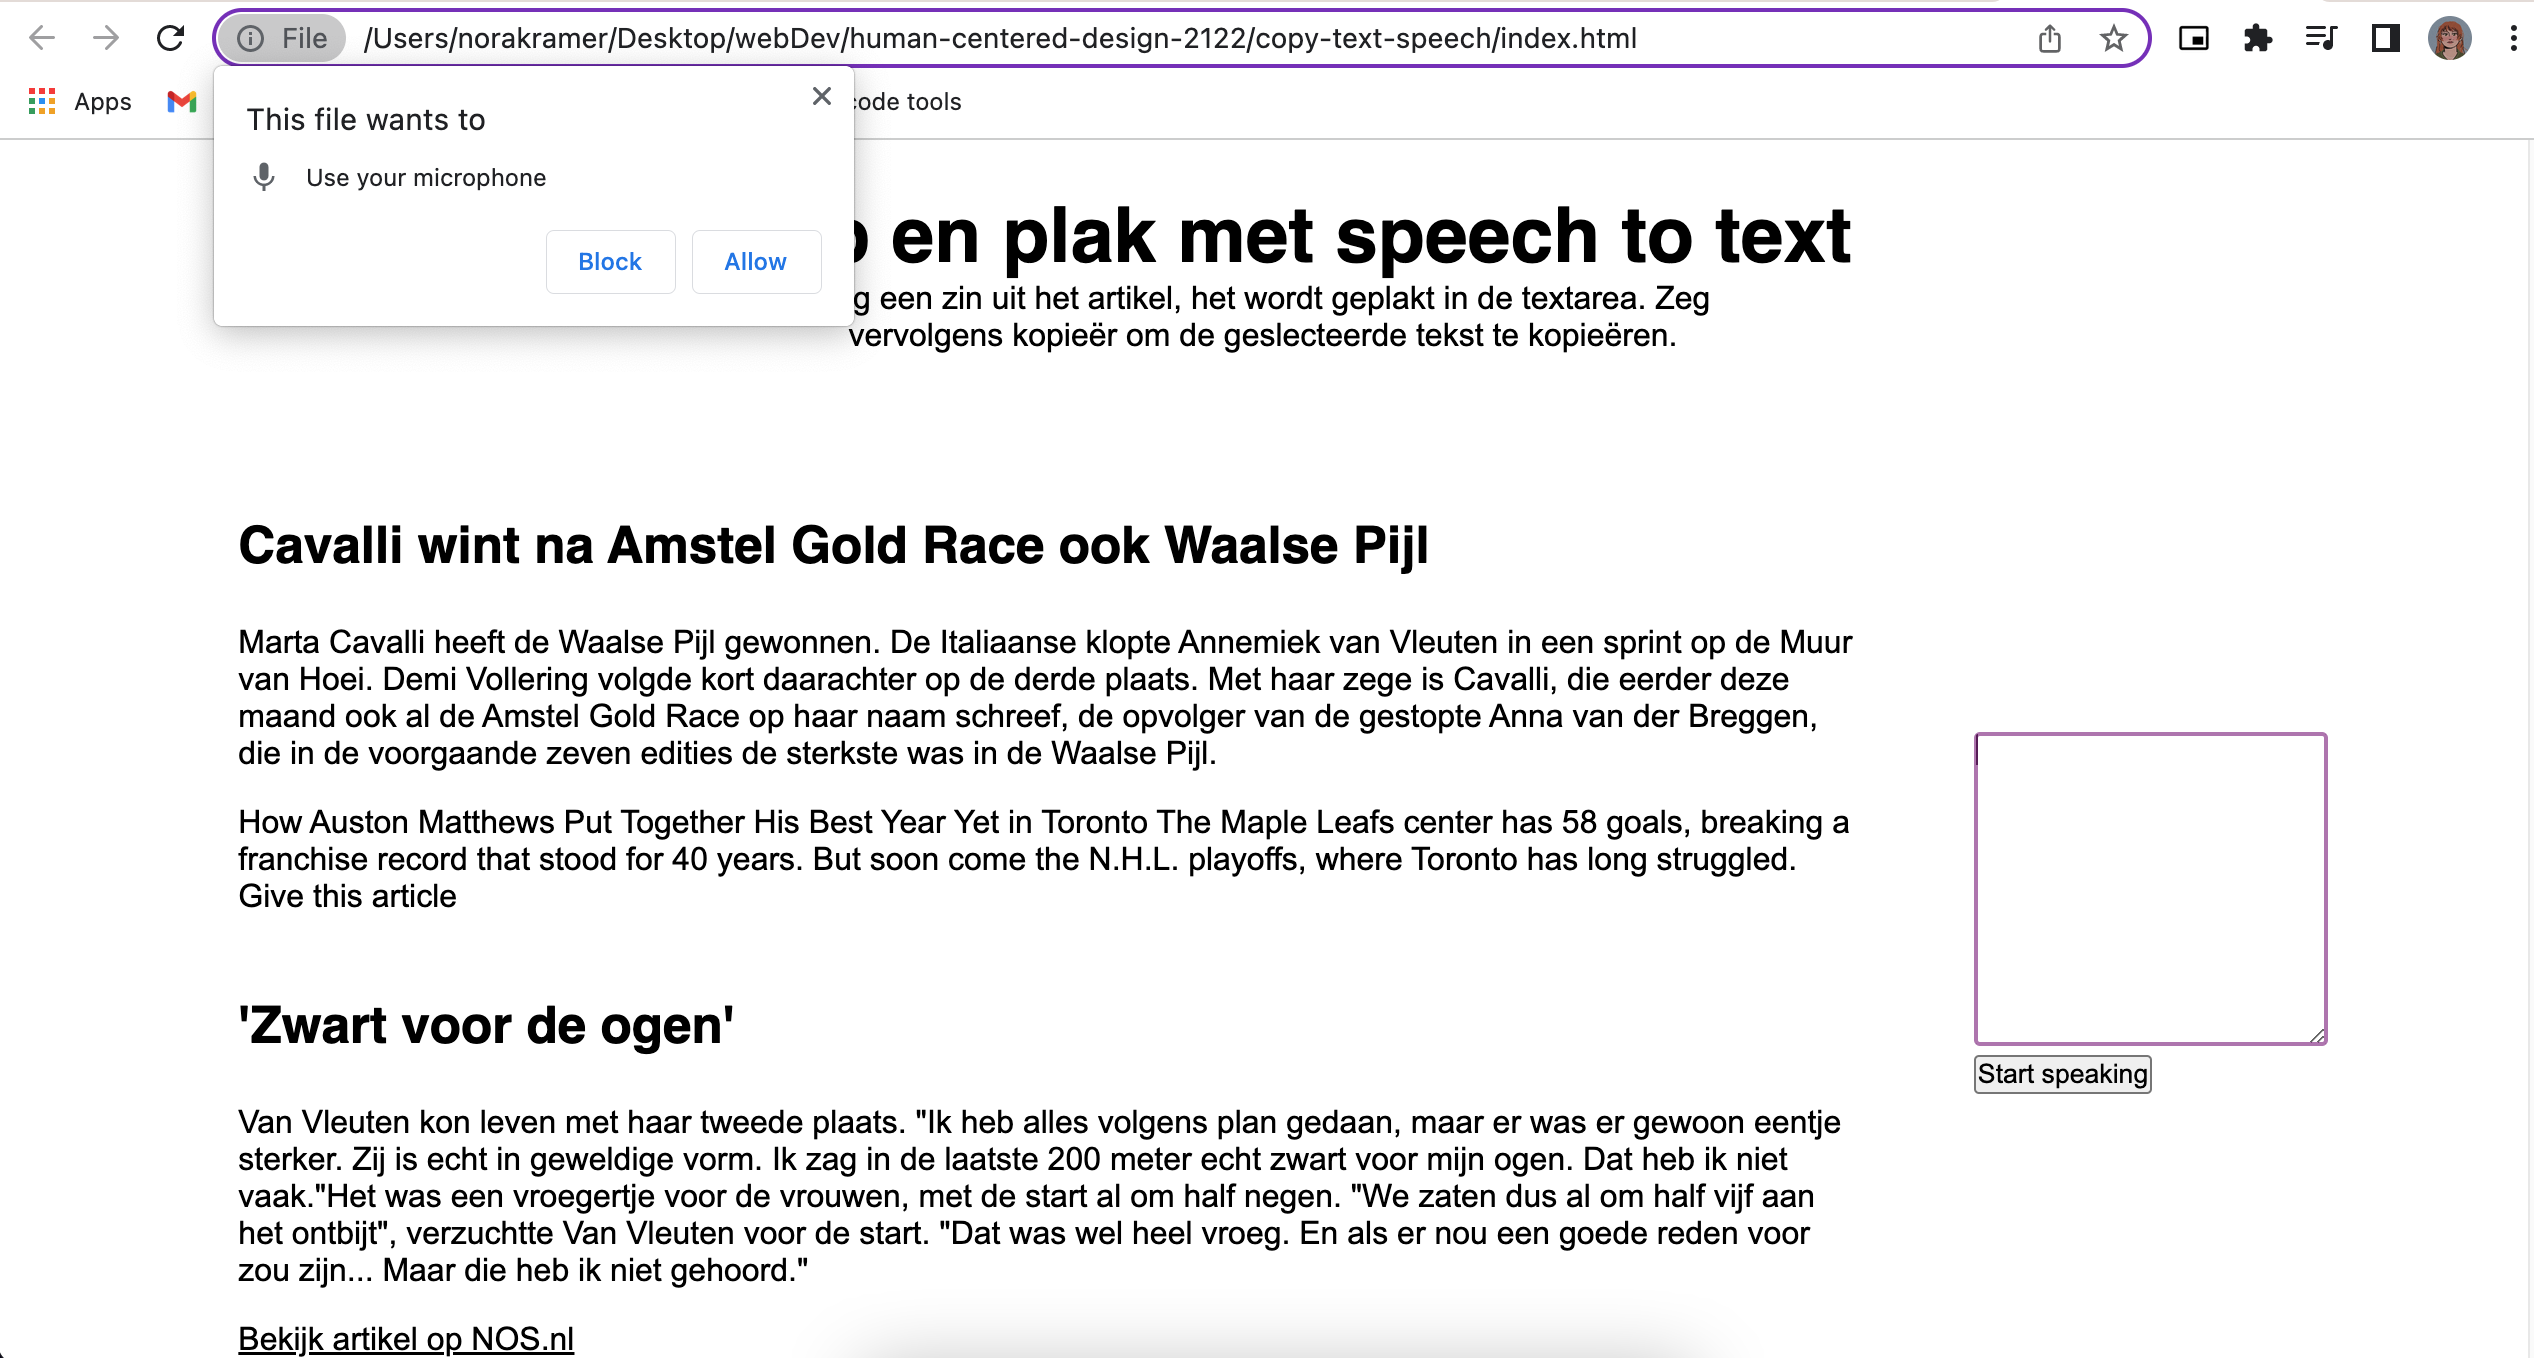 File /Users/norakramer/Desktop/webDev/human-centered-design-2122/copy-text-speech/index.html
Apps
code tools
This file wants to
Use your microphone
Block Allow
en plak met speech to text
een zin uit het artikel, het wordt geplakt in de textarea. Zeg
vervolgens kopieër om de geslecteerde tekst te kopieëren.
Cavalli wint na Amstel Gold Race ook Waalse Pijl
Marta Cavalli heeft de Waalse Pijl gewonnen. De Italiaanse klopte Annemiek van Vleuten in een sprint op de Muur
van Hoei. Demi Vollering volgde kort daarachter op de derde plaats. Met haar zege is Cavalli, die eerder deze
maand ook al de Amstel Gold Race op haar naam schreef, de opvolger van de gestopte Anna van der Breggen,
die in de voorgaande zeven edities de sterkste was in de Waalse Pijl.
How Auston Matthews Put Together His Best Year Yet in Toronto The Maple Leafs center has 58 goals, breaking a
franchise record that stood for 40 years. But soon come the N.H.L. playoffs, where Toronto has long struggled.
Give this article
'Zwart voor de ogen'
Van Vleuten kon leven met haar tweede plaats. "Ik heb alles volgens plan gedaan, maar er was er gewoon eentje
sterker. Zij is echt in geweldige vorm. Ik zag in de laatste 200 meter echt zwart voor mijn ogen. Dat heb ik niet
vaak."Het was een vroegertje voor de vrouwen, met de start al om half negen. "We zaten dus al om half vijf aan
het ontbijt", verzuchtte Van Vleuten voor de start. "Dat was wel heel vroeg. En als er nou een goede reden voor
zou zijn... Maar die heb ik niet gehoord."
Bekijk artikel op NOS.nl
Start speaking